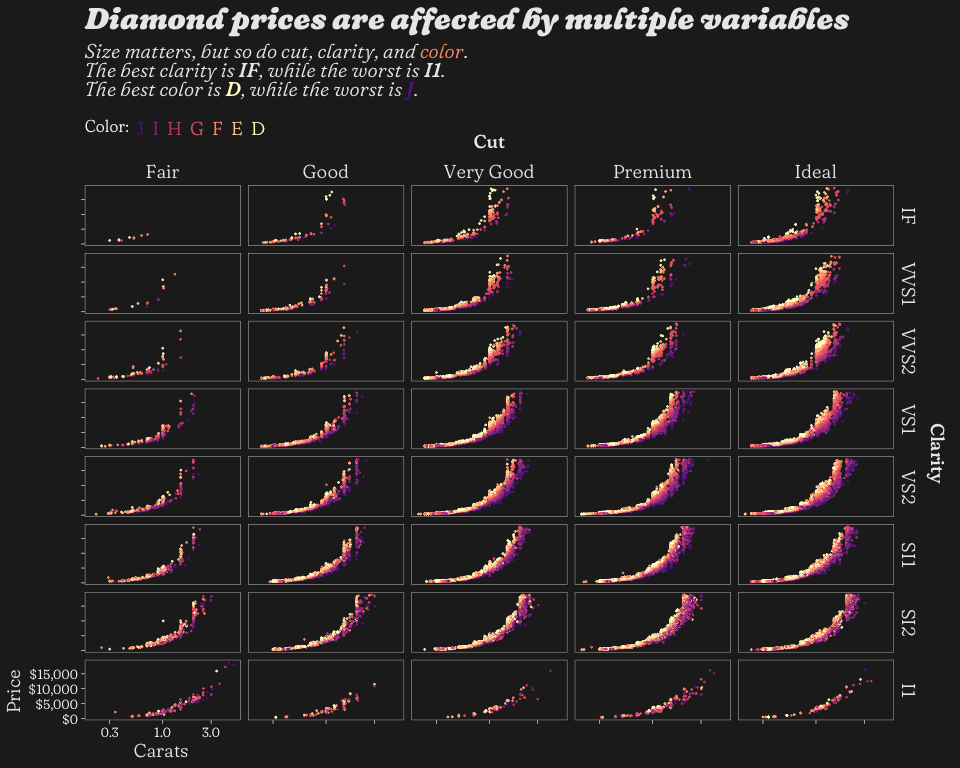 Diamond prices are affected by multiple variables
Size matters, but so do cut, clarity, and color.
The best clarity is IF, while the worst is I1.
The best color is D, while the worst is J.
Color: J I H G F E D
Cut
Fair Good Very Good Premium Ideal
IF
VVS1
VVS2
VS1
VS2
SI1
SI2
I1
Clarity
Price
$15,000
$10,000
$5,000
$0
0.3 1.0 3.0
Carats